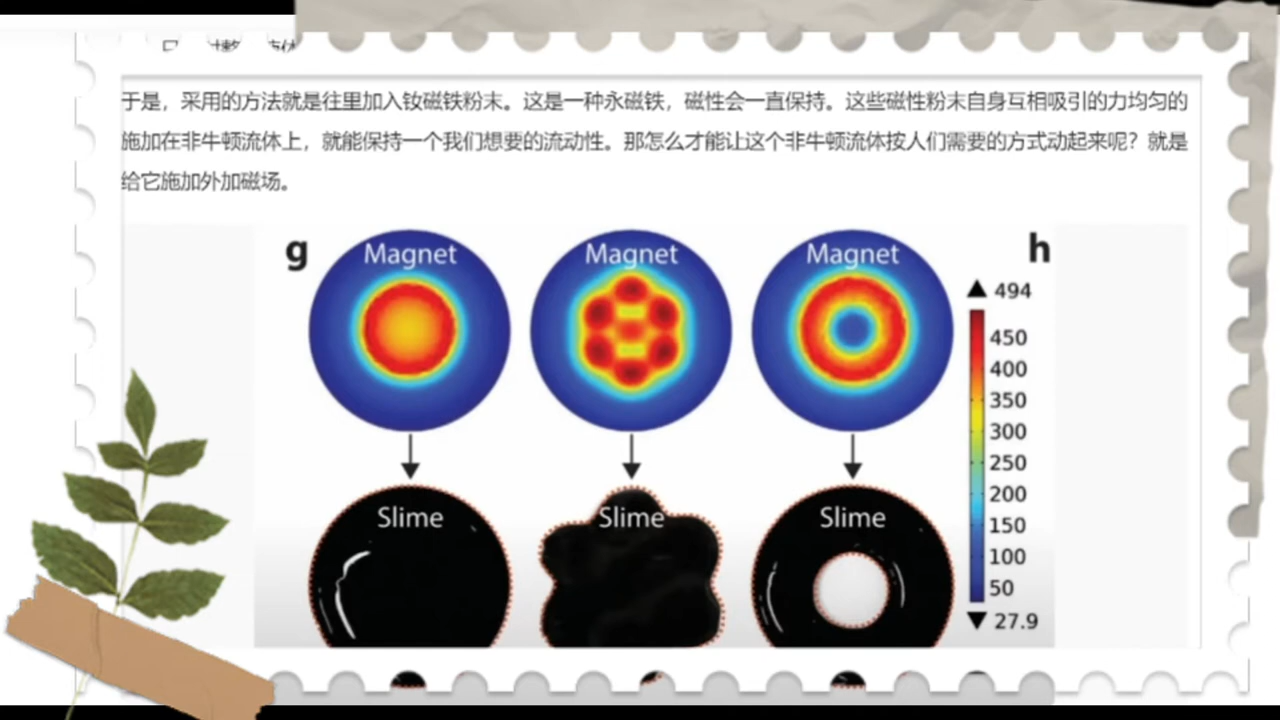 于是，采用的方法就是往里加入钕磁铁粉末。这是一种永磁铁，磁性会一直保持。这些磁性粉末自身互相吸引的力均匀的
施加在非牛顿流体上，就能保持一个我们想要的流动性。那怎么才能让这个非牛顿流体按人们需要的方式动起来呢？就是
给它施加外加磁场。
g Magnet Magnet Magnet h
▲ 494
450
400
350
300
250
200
150
100
50
▼ 27.9
Slime Slime Slime